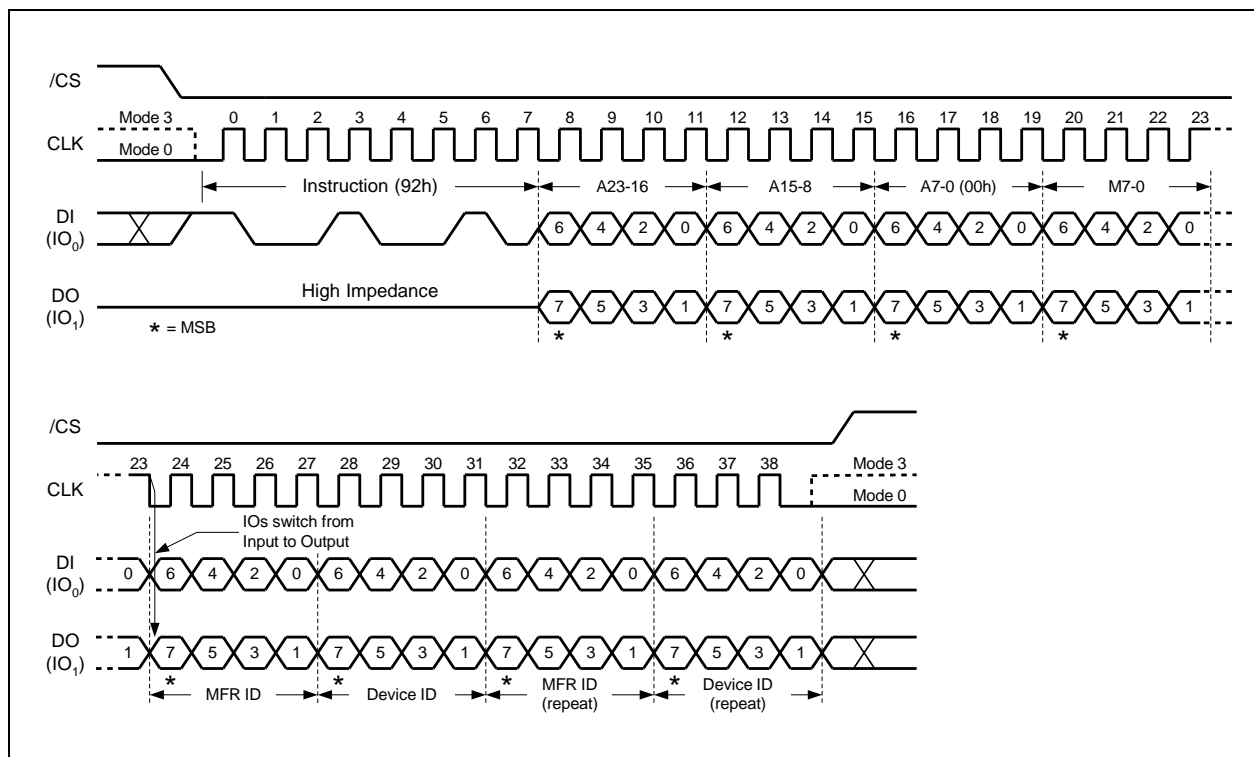 /CS
Mode 3 0 1 2 3 4 5 6 7 8 9 10 11 12 13 14 15 16 17 18 19 20 21 22 23
CLK
Mode 0
Instruction (92h) A23-16 A15-8 A7-0 (00h) M7-0
DI
(IO0)
6 4 2 0 6 4 2 0 6 4 2 0 6 4 2 0
High Impedance
DO
(IO1)
7 5 3 1 7 5 3 1 7 5 3 1 7 5 3 1
* = MSB
* * * *
/CS
23 24 25 26 27 28 29 30 31 32 33 34 35 36 37 38 Mode 3
CLK
Mode 0
IOs switch from
Input to Output
DI
(IO0)
0 6 4 2 0 6 4 2 0 6 4 2 0 6 4 2 0
DO
(IO1)
1 7 5 3 1 7 5 3 1 7 5 3 1 7 5 3 1
* * * *
MFR ID Device ID MFR ID
(repeat)
Device ID
(repeat)